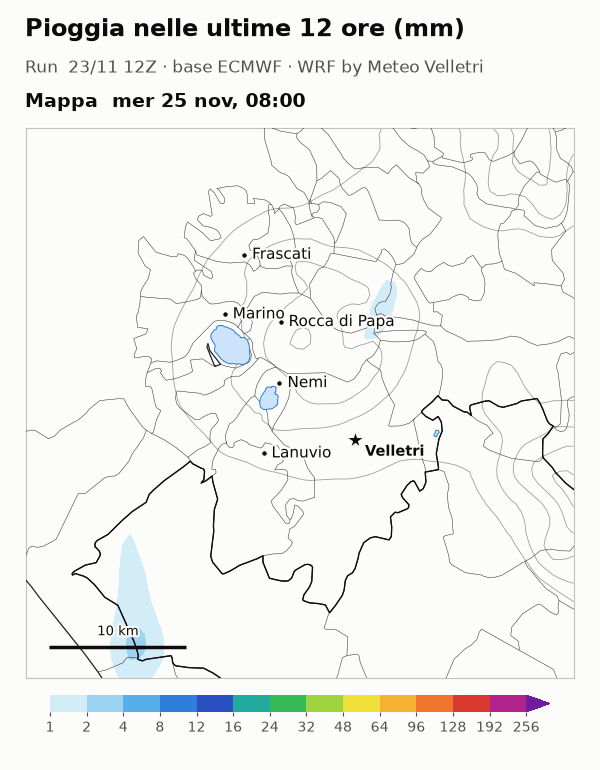 Pioggia nelle ultime 12 ore (mm)
Run  23/11 12Z · base ECMWF · WRF by Meteo Velletri
Mappa  mer 25 nov, 08:00
Frascati
Marino
Rocca di Papa
Nemi
Velletri
Lanuvio
10 km
1 2 4 8 12 16 24 32 48 64 96 128 192 256